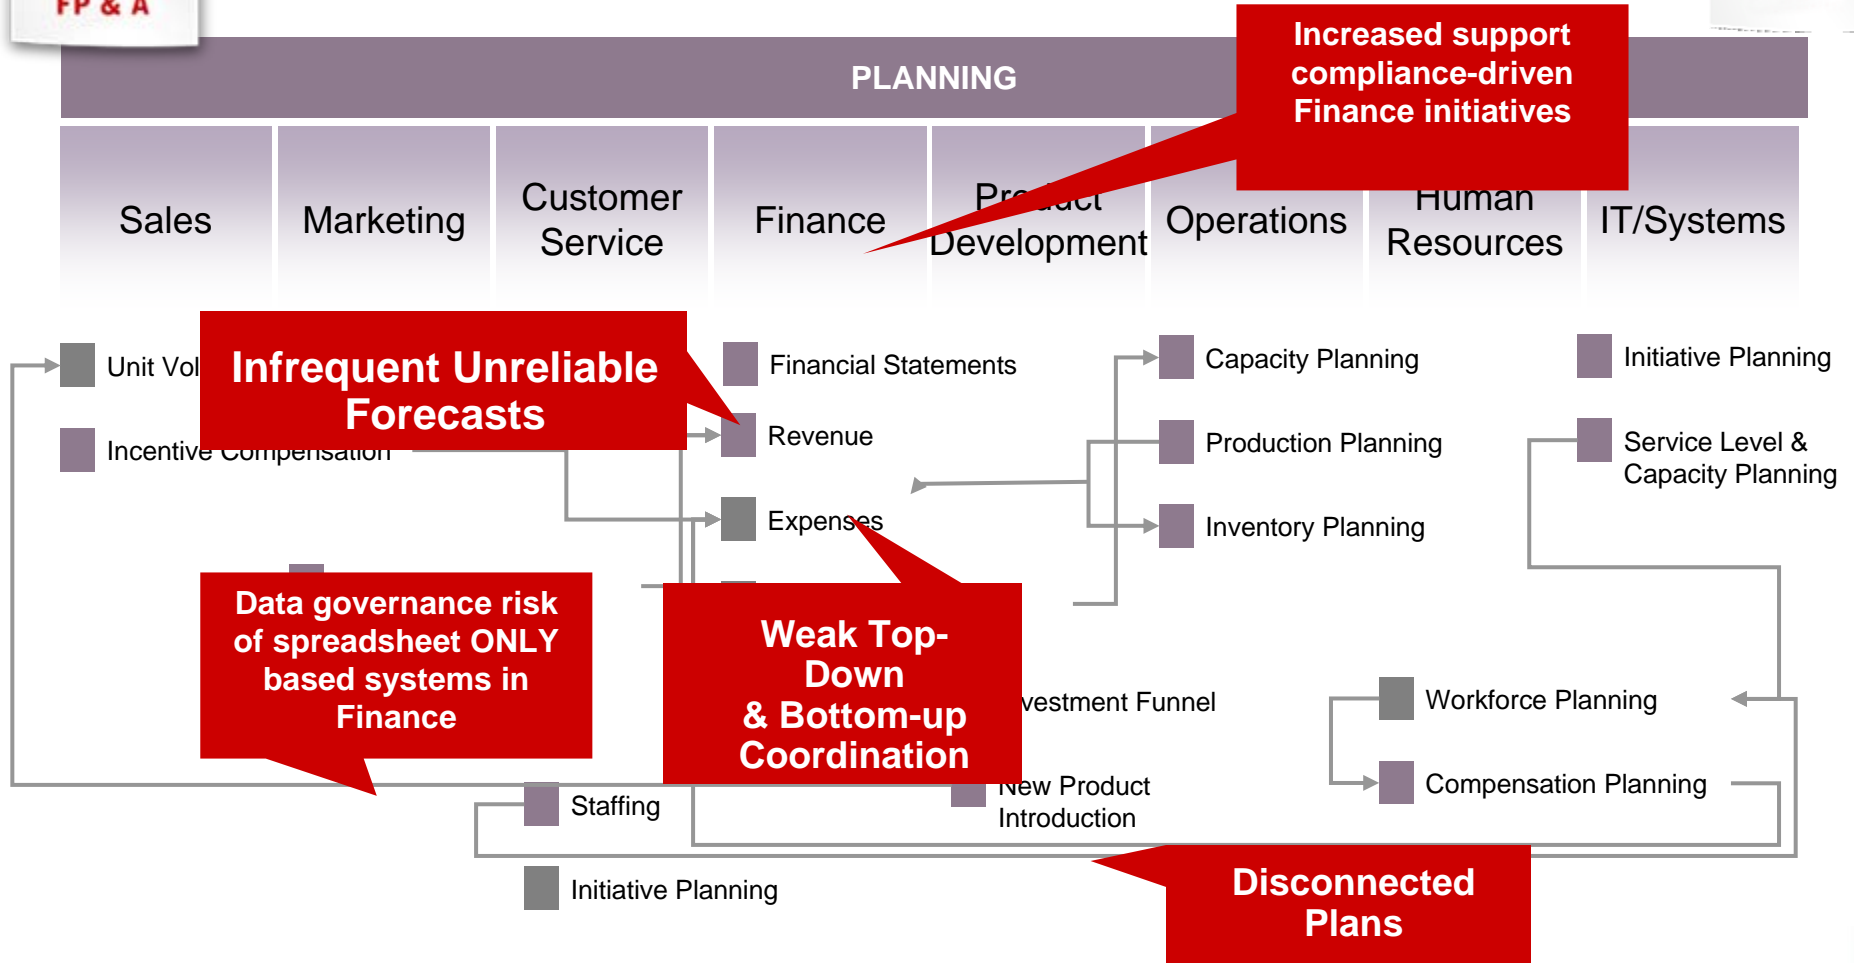 FP & A
PLANNING
Increased support
compliance-driven
Finance initiatives
Sales
Marketing
Customer
Service
Finance
Product
Development
Operations
Human
Resources
IT/Systems
Unit Vol
Incentive Compensation
Infrequent Unreliable
Forecasts
Financial Statements
Revenue
Expenses
Capacity Planning
Production Planning
Inventory Planning
Initiative Planning
Service Level &
Capacity Planning
Data governance risk
of spreadsheet ONLY
based systems in
Finance
Weak Top-
Down
& Bottom-up
Coordination
vestment Funnel
New Product
Introduction
Workforce Planning
Compensation Planning
Staffing
Initiative Planning
Disconnected
Plans